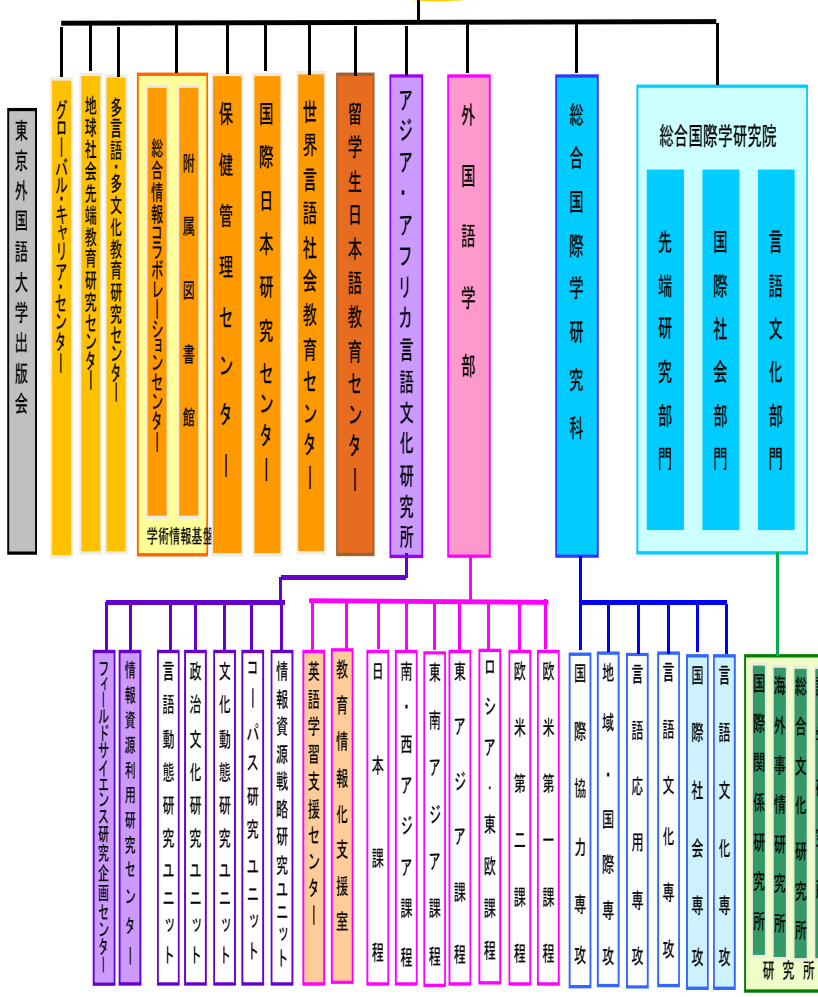 総合国際学研究院
言語文化部門
国際社会部門
先端研究部門
総合国際学研究科
外国語学部
アジア・アフリカ言語文化研究所
留学生日本語教育センター
世界言語社会教育センター
国際日本研究センター
保健管理センター
附属図書館
総合情報コラボレーションセンター
学術情報基盤
多言語・多文化教育研究センター
地球社会先端教育研究センター
グローバル・キャリア・センター
東京外国語大学出版会
総合文化研究所
海外事情研究所
国際関係研究所
研究所
言語文化専攻
国際社会専攻
言語文化専攻
言語応用専攻
地域・国際専攻
国際協力専攻
欧米第一課程
欧米第二課程
ロシア・東欧課程
東アジア課程
東南アジア課程
南・西アジア課程
日本課程
教育情報化支援室
英語学習支援センター
情報資源戦略研究ユニット
コーパス研究ユニット
文化動態研究ユニット
政治文化研究ユニット
言語動態研究ユニット
情報資源利用研究センター
フィールドサイエンス研究企画センター